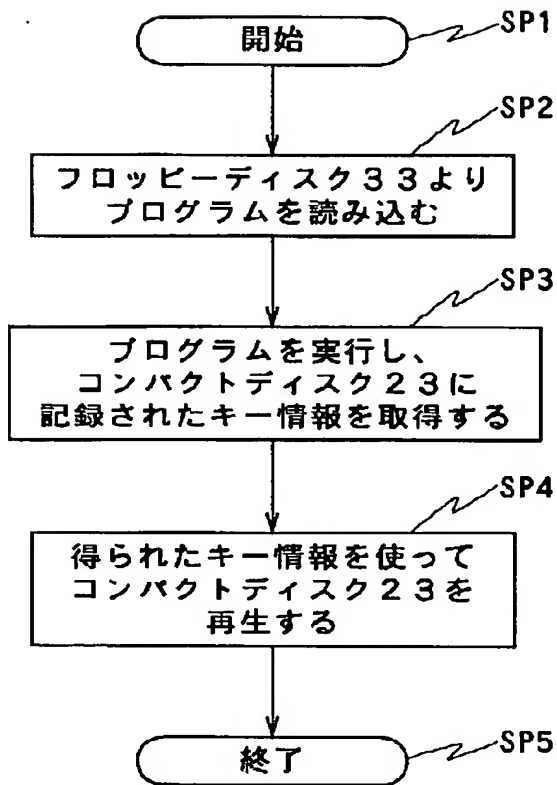 開始
SP1
SP2
フロッピーディスク33より
プログラムを読み込む
SP3
プログラムを実行し、
コンパクトディスク23に
記録されたキー情報を取得する
SP4
得られたキー情報を使って
コンパクトディスク23を
再生する
終了
SP5